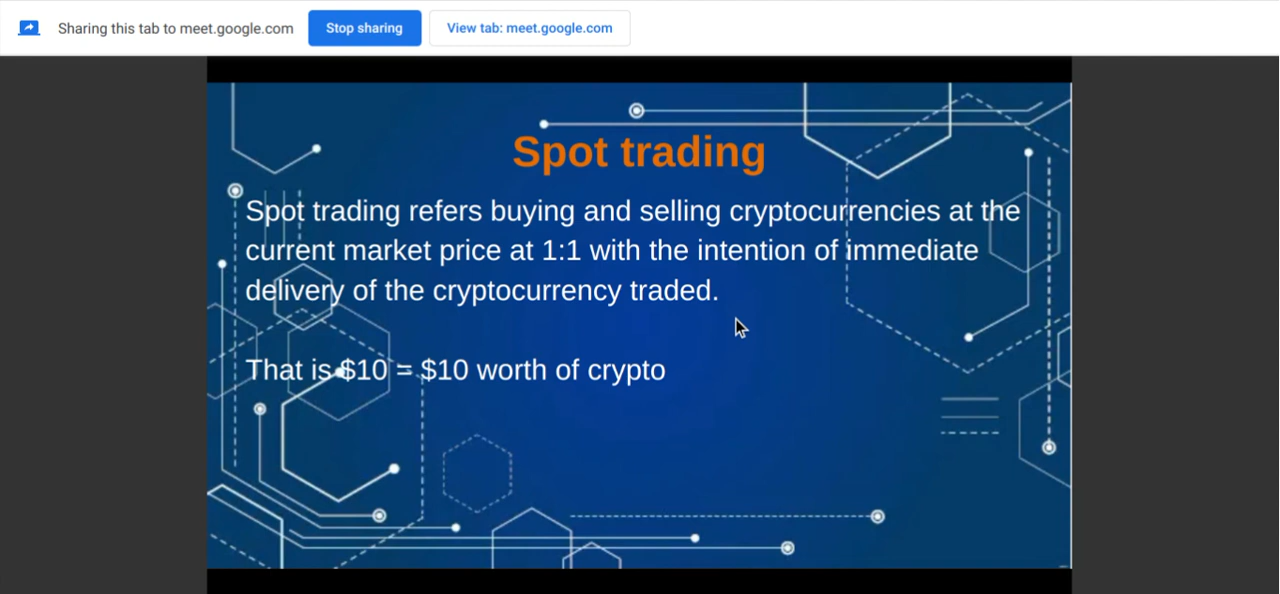 Sharing this tab to meet.google.com
Stop sharing
View tab: meet.google.com
Spot trading
Spot trading refers buying and selling cryptocurrencies at the
current market price at 1:1 with the intention of immediate
delivery of the cryptocurrency traded.
That is $10 = $10 worth of crypto